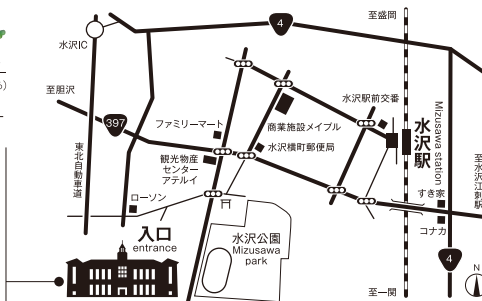 4
至盛岡
水沢IC
至胆沢
397
ファミリーマート
商業施設メイプル
水沢駅前交番
水沢駅
Mizusawa station
水沢横町郵便局
観光物産
センター
アテルイ
東北自動車道
ローソン
すき家
コナカ
至水沢江刺駅
入口
entrance
水沢公園
Mizusawa
park
4
至一関
N